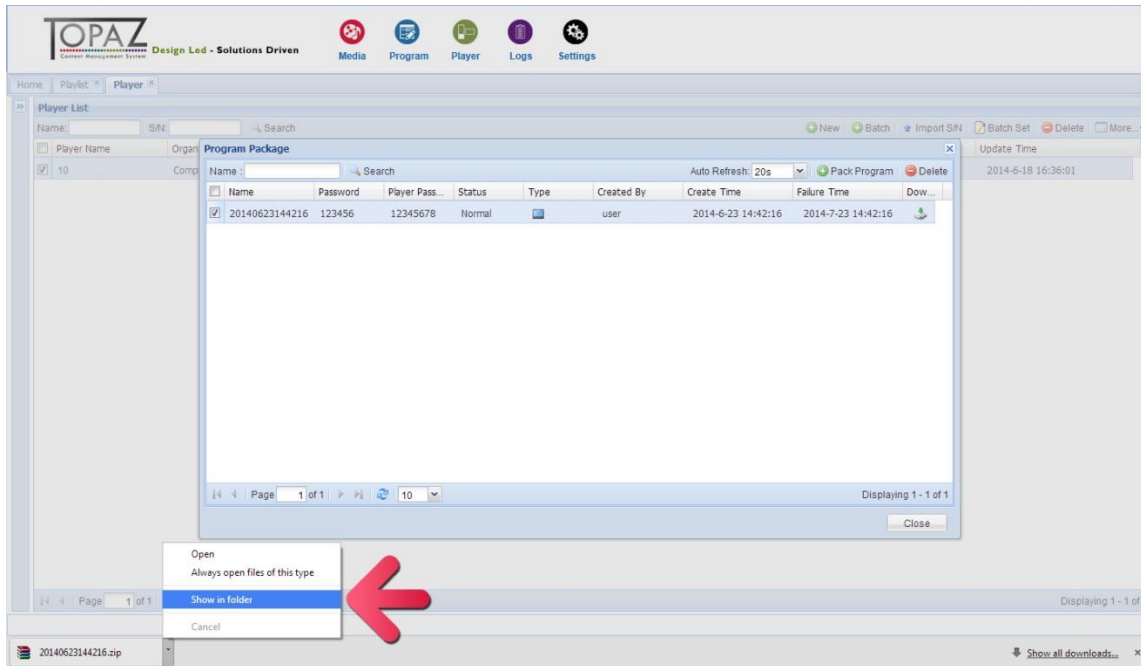 TOPAZ
Content Management System
Design Led - Solutions Driven
Media Program Player Logs Settings
Home Playlist Player
Player List
Name: S/N: Search New Batch Import S/N Batch Set Delete More...
Player Name Organ Update Time
10 Comp 2014-6-18 16:36:01
Program Package
Name : Search Auto Refresh: 20s Pack Program Delete
Name Password Player Pass... Status Type Created By Create Time Failure Time Dow...
20140623144216 123456 12345678 Normal user 2014-6-23 14:42:16 2014-7-23 14:42:16
Page 1 of 1 10 Displaying 1 - 1 of 1
Close
Open
Always open files of this type
Show in folder
Cancel
Page 1 of 1 Displaying 1 - 1 of
20140623144216.zip Show all downloads...